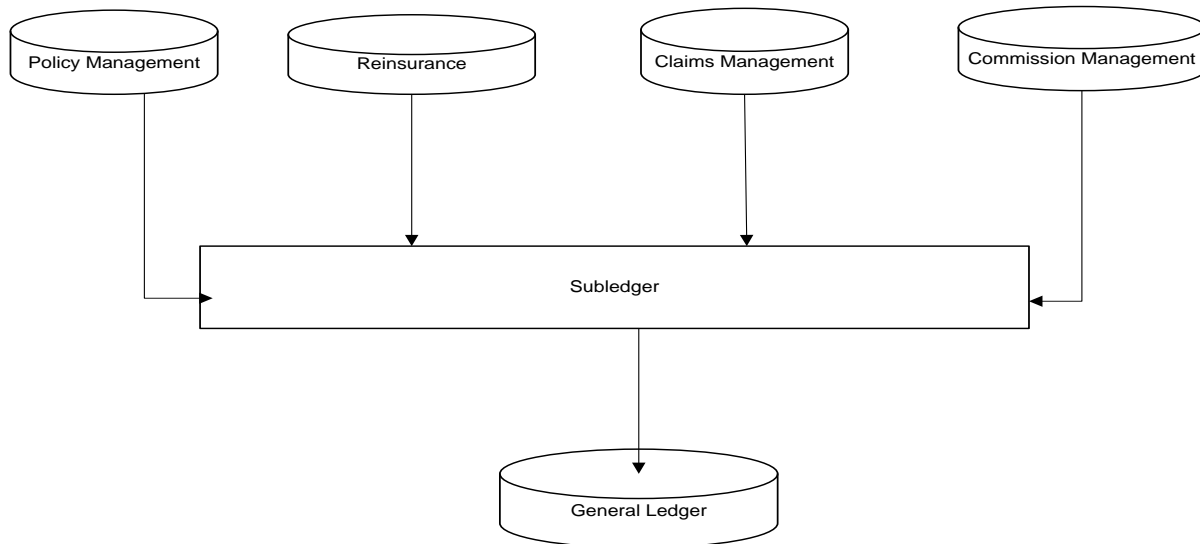 Policy Management
Reinsurance
Claims Management
Commission Management
Subledger
General Ledger